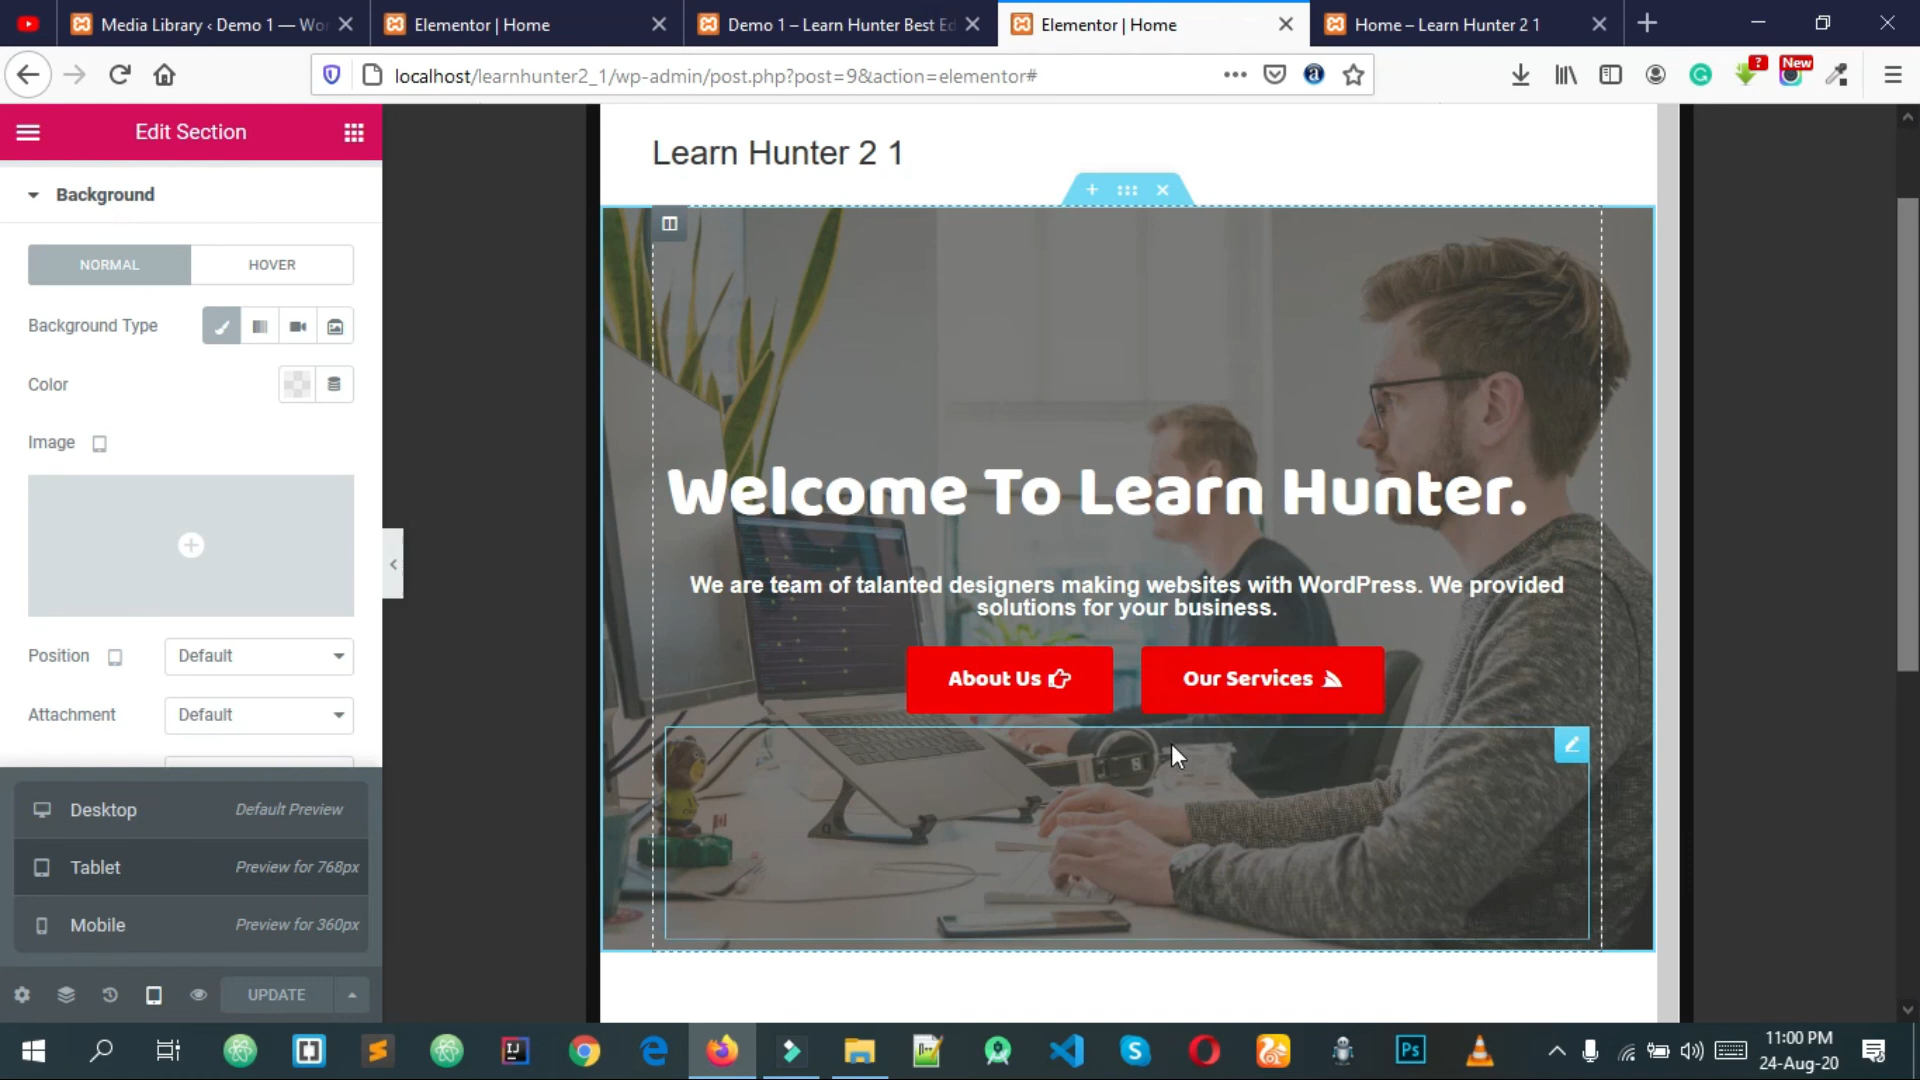 Media Library ‹ Demo 1 — Wo
Elementor | Home
Demo 1 – Learn Hunter Best Ed
Elementor | Home
Home – Learn Hunter 2 1
localhost/learnhunter2_1/wp-admin/post.php?post=9&action=elementor#
?
New
Edit Section
Learn Hunter 2 1
Background
NORMAL
HOVER
Background Type
Color
Image
Welcome To Learn Hunter.
We are team of talanted designers making websites with WordPress. We provided
solutions for your business.
Position
Default
About Us
Our Services
Attachment
Default
Desktop
Default Preview
Tablet
Preview for 768px
Mobile
Preview for 360px
UPDATE
Ps
11:00 PM
24-Aug-20